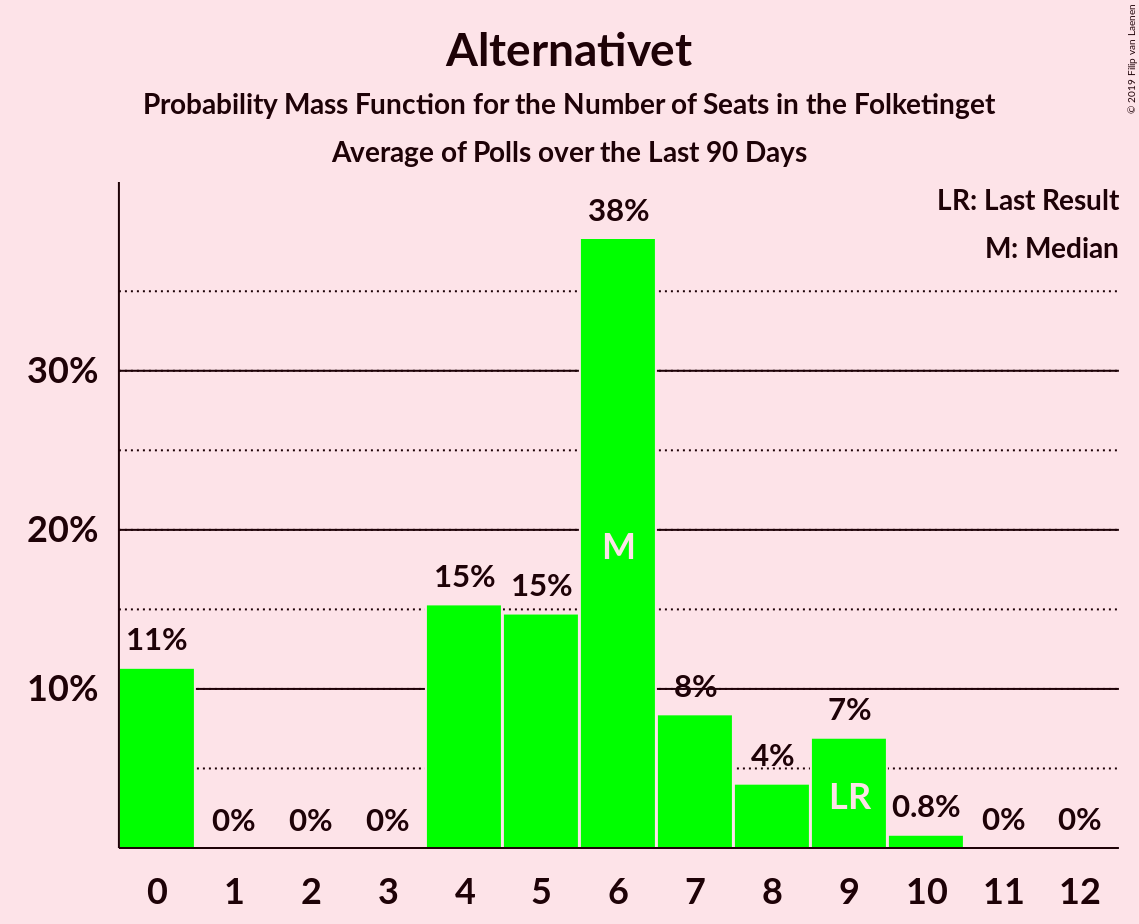 Alternativet
Probability Mass Function for the Number of Seats in the Folketinget
Average of Polls over the Last 90 Days
© 2019 Filip van Laenen
LR: Last Result
M: Median
38%
30%
20%
M
15%
15%
11%
10%
8%
7%
4%
LR
0%
0%
0%
0.8%
0%
0%
0 1 2 3 4 5 6 7 8 9 10 11 12